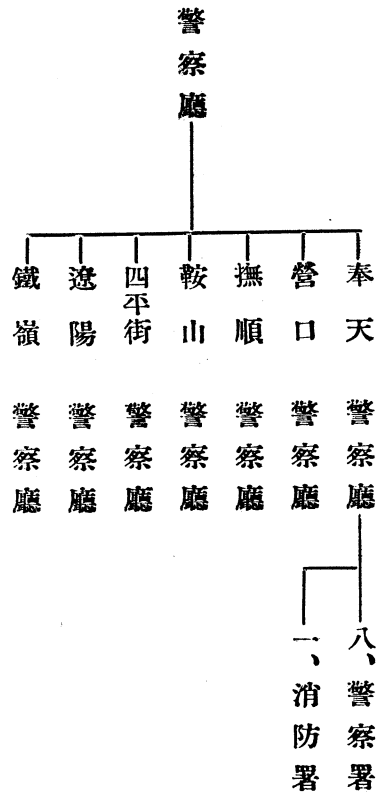 警察廳
奉天警察廳
營口警察廳
撫順警察廳
鞍山警察廳
四平街警察廳
遼陽警察廳
鐵嶺警察廳
八、警察署
一、消防署